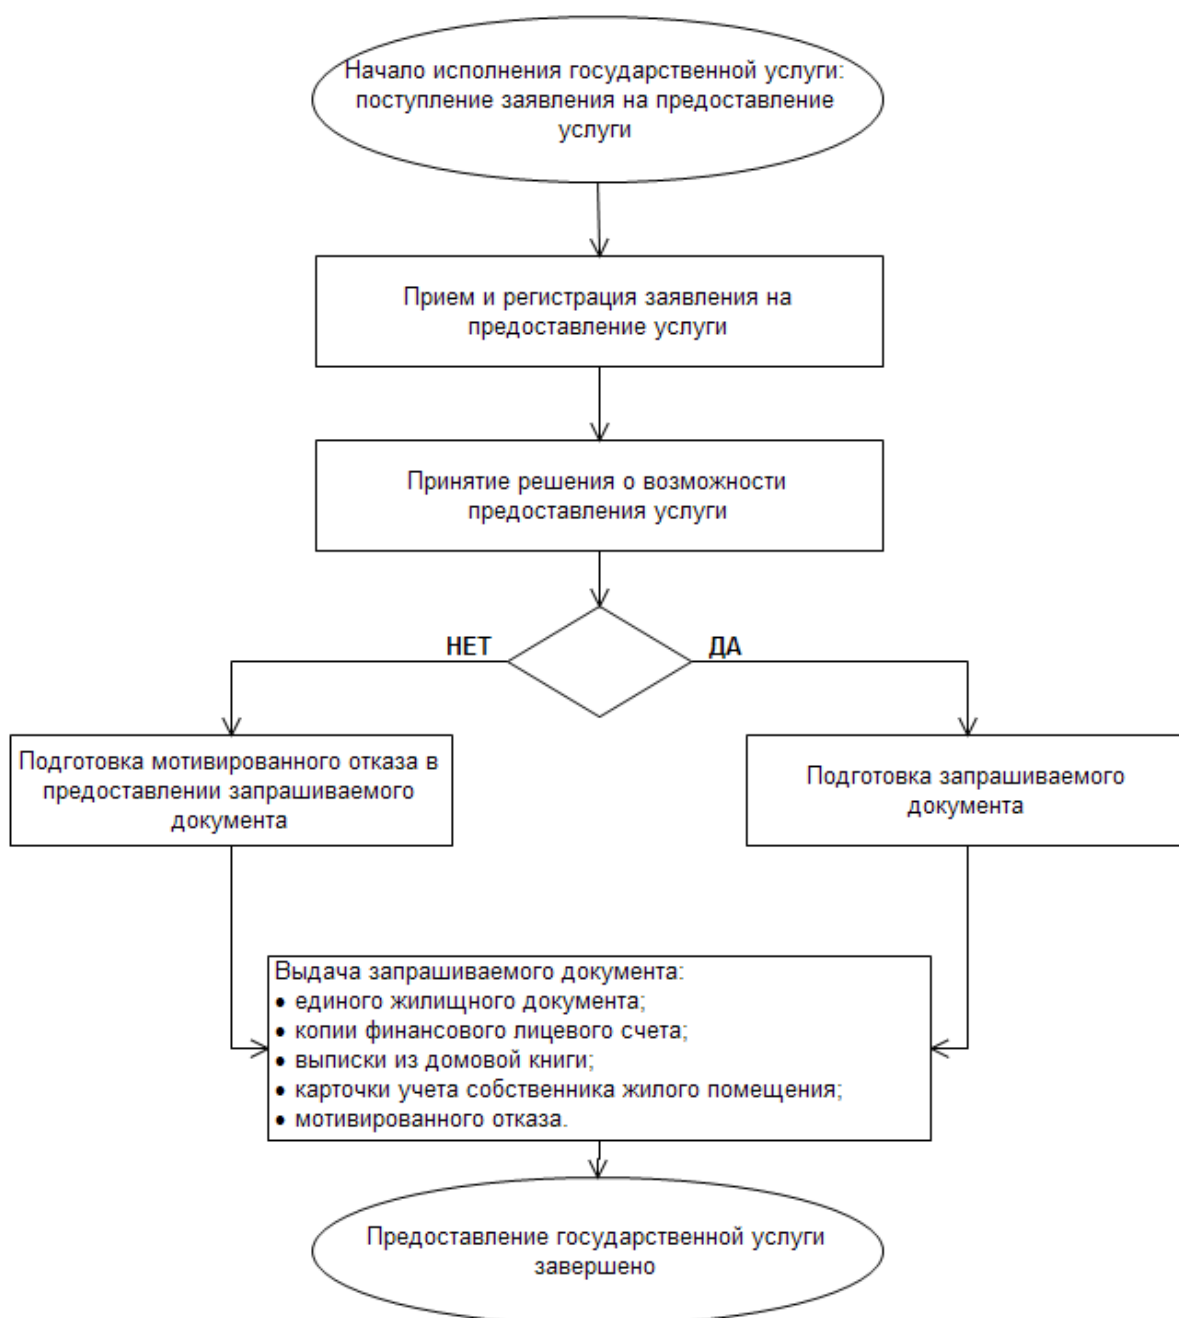 Начало исполнения государственной услуги:
поступление заявления на предоставление
услуги
Прием и регистрация заявления на
предоставление услуги
Принятие решения о возможности
предоставления услуги
НЕТ
ДА
Подготовка мотивированного отказа в
предоставлении запрашиваемого
документа
Подготовка запрашиваемого
документа
Выдача запрашиваемого документа:
• единого жилищного документа;
• копии финансового лицевого счета;
• выписки из домовой книги;
• карточки учета собственника жилого помещения;
• мотивированного отказа.
Предоставление государственной услуги
завершено